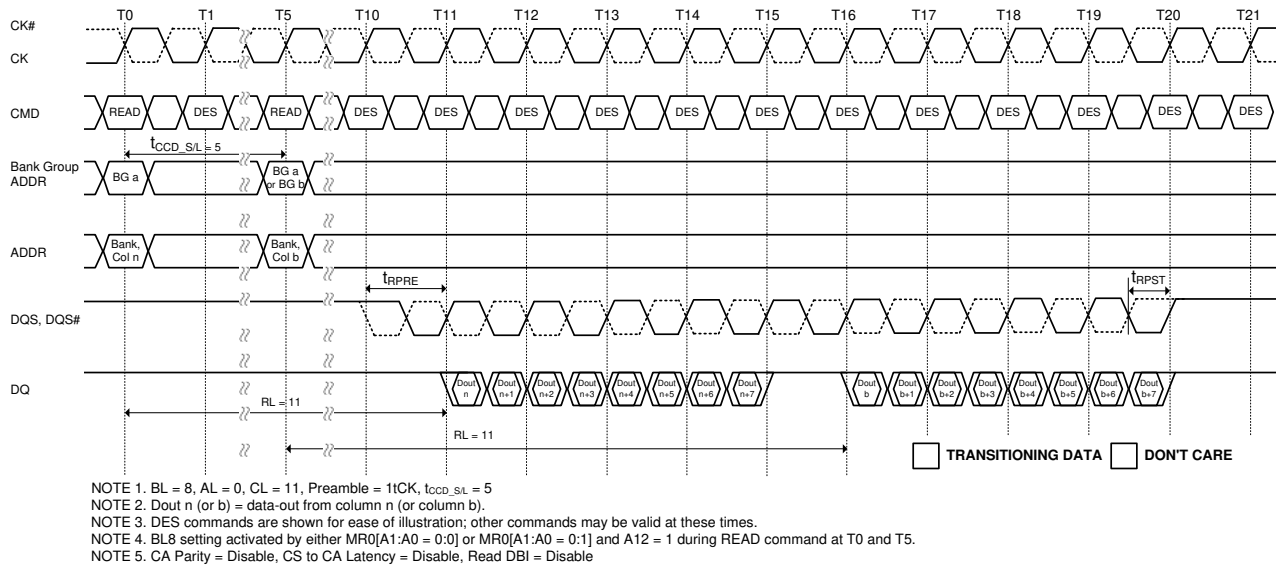 T0 T1 T5 T10 T11 T12 T13 T14 T15 T16 T17 T18 T19 T20 T21
CK#
CK
CMD READ DES READ DES DES DES DES DES DES DES DES DES DES DES DES
tCCD_S/L = 5
Bank Group
ADDR
BG a
BG a
or BG b
ADDR
Bank,
Col n
Bank,
Col b
tRPRE
tRPST
DQS, DQS#
DQ
Dout
n
Dout
n+1
Dout
n+2
Dout
n+3
Dout
n+4
Dout
n+5
Dout
n+6
Dout
n+7
Dout
b
Dout
b+1
Dout
b+2
Dout
b+3
Dout
b+4
Dout
b+5
Dout
b+6
Dout
b+7
RL = 11
RL = 11
TRANSITIONING DATA DON'T CARE
NOTE 1. BL = 8, AL = 0, CL = 11, Preamble = 1tCK, tCCD_S/L = 5
NOTE 2. Dout n (or b) = data-out from column n (or column b).
NOTE 3. DES commands are shown for ease of illustration; other commands may be valid at these times.
NOTE 4. BL8 setting activated by either MR0[A1:A0 = 0:0] or MR0[A1:A0 = 0:1] and A12 = 1 during READ command at T0 and T5.
NOTE 5. CA Parity = Disable, CS to CA Latency = Disable, Read DBI = Disable